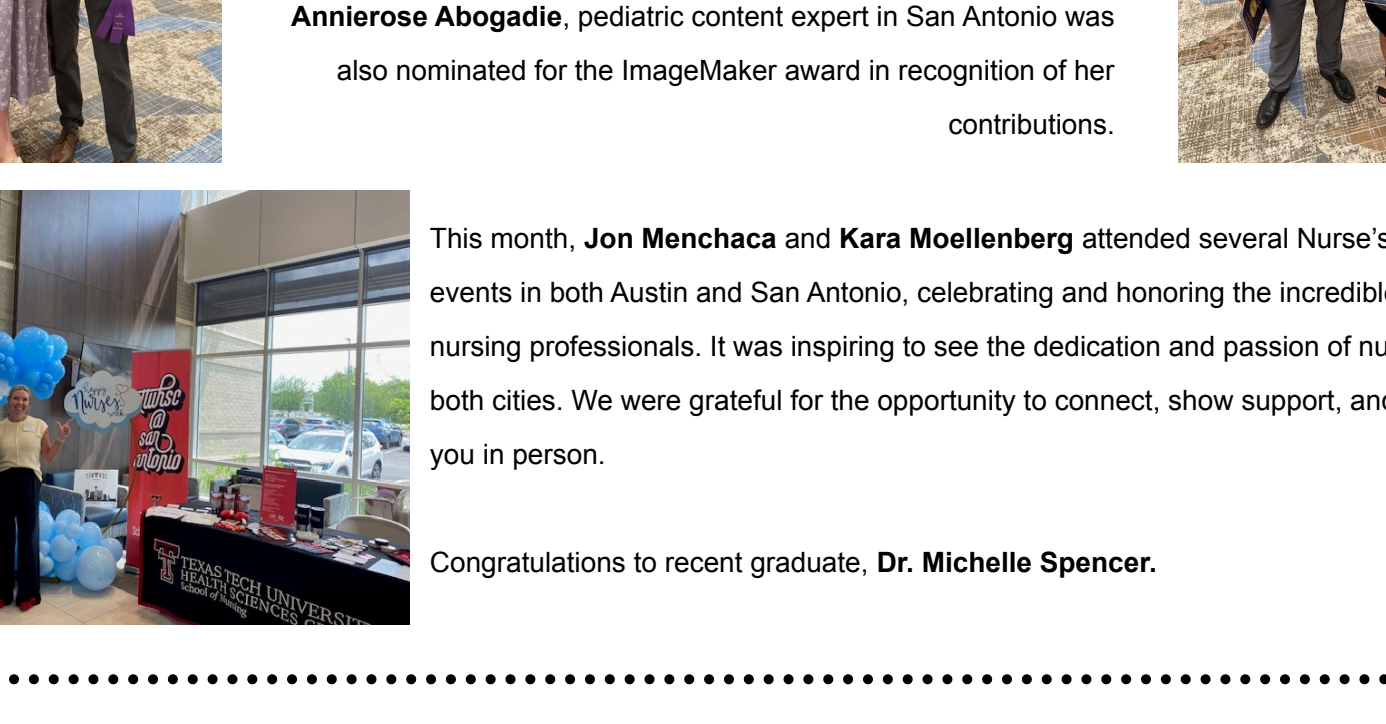 Annierose Abogadie, pediatric content expert in San Antonio was
also nominated for the ImageMaker award in recognition of her
contributions.
This month, Jon Menchaca and Kara Moellenberg attended several Nurse’s
events in both Austin and San Antonio, celebrating and honoring the incredible
nursing professionals. It was inspiring to see the dedication and passion of nu
both cities. We were grateful for the opportunity to connect, show support, and
you in person.
Congratulations to recent graduate, Dr. Michelle Spencer.
happy
Nurses
week
ttuhsc
@
san
antonio
TEXAS TECH UNIVERSITY
HEALTH SCIENCES
School of Nursing